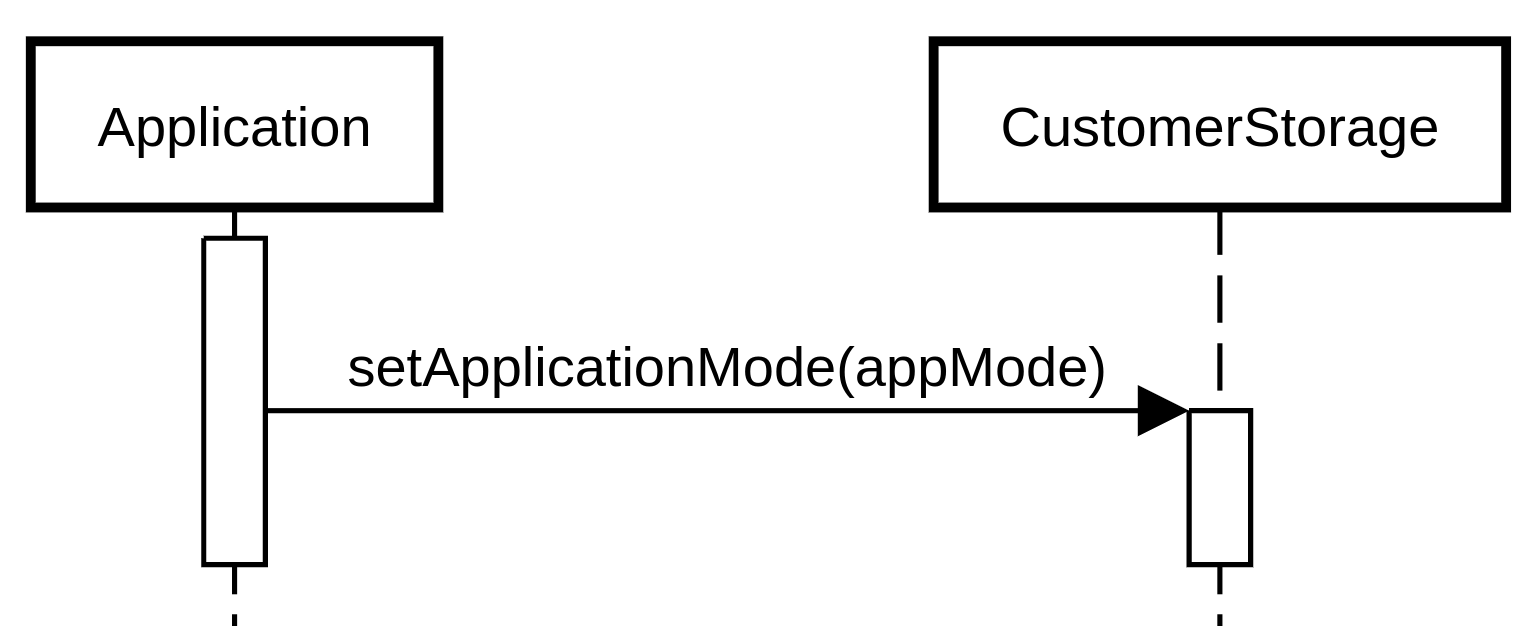 Application
CustomerStorage
setApplicationMode(appMode)